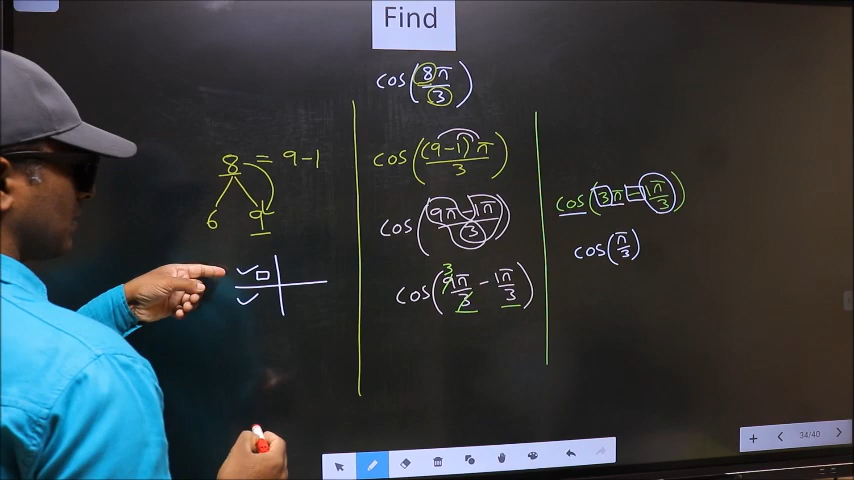 Find
cos(8π/3)
8 = 9-1
6 9
cos((9-1)π/3)
cos((9π-1π)/3)
cos(9π/3 - 1π/3)
3
cos(3π - 1π/3)
cos(π/3)
34/40